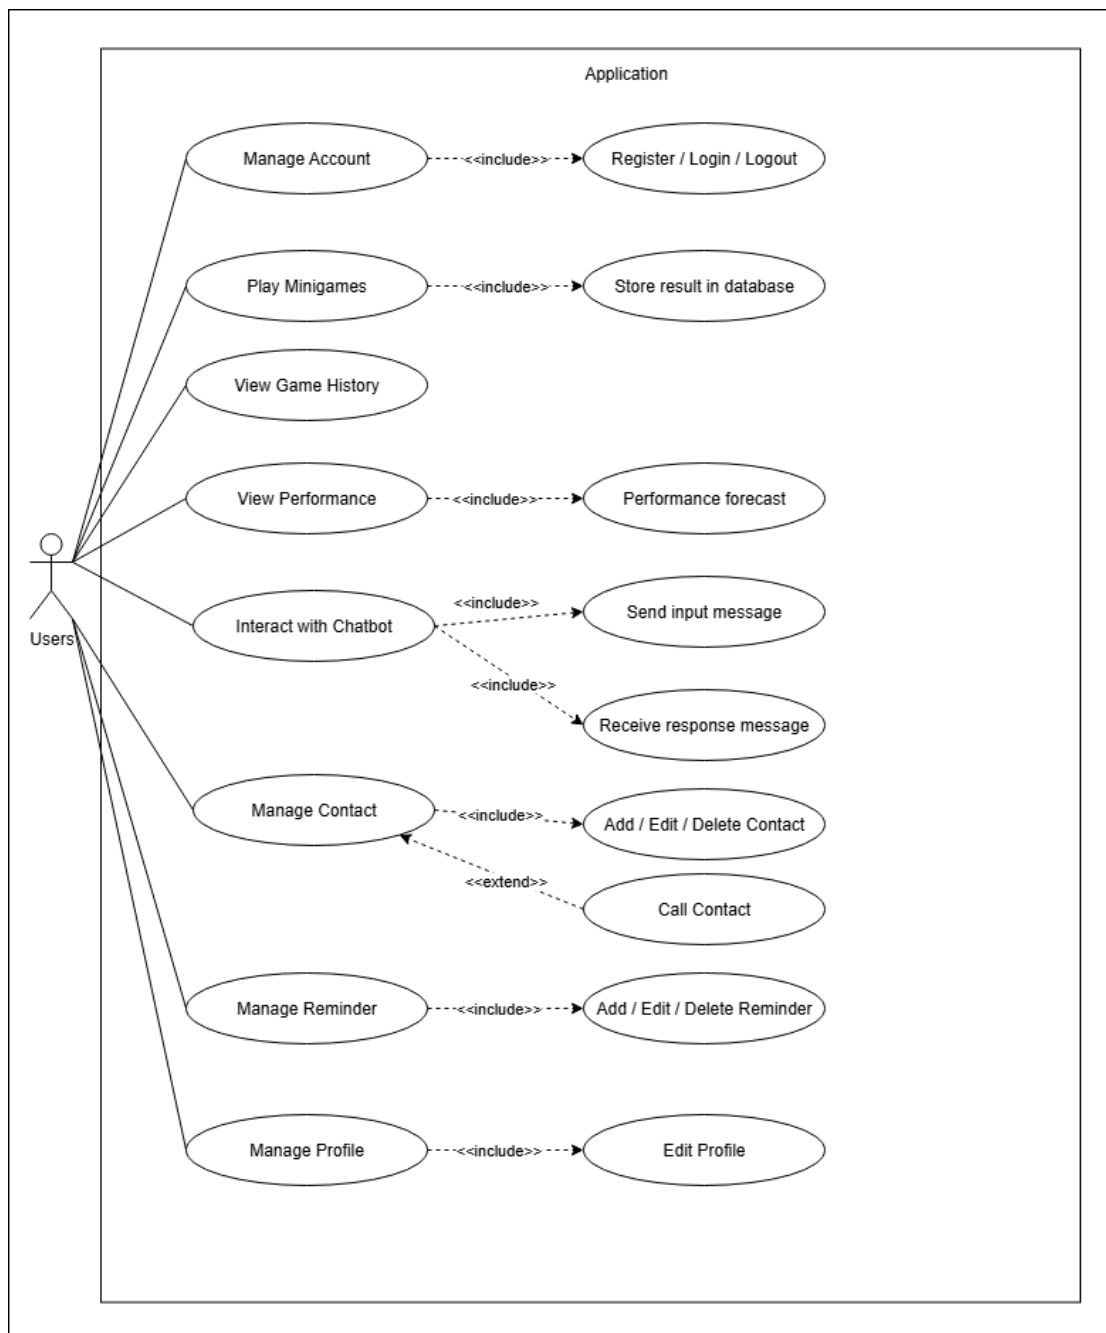 Application
Manage Account
<<include>>
Register / Login / Logout
Play Minigames
<<include>>
Store result in database
View Game History
View Performance
<<include>>
Performance forecast
Users
Interact with Chatbot
<<include>>
Send input message
<<include>>
Receive response message
Manage Contact
<<include>>
Add / Edit / Delete Contact
<<extend>>
Call Contact
Manage Reminder
<<include>>
Add / Edit / Delete Reminder
Manage Profile
<<include>>
Edit Profile